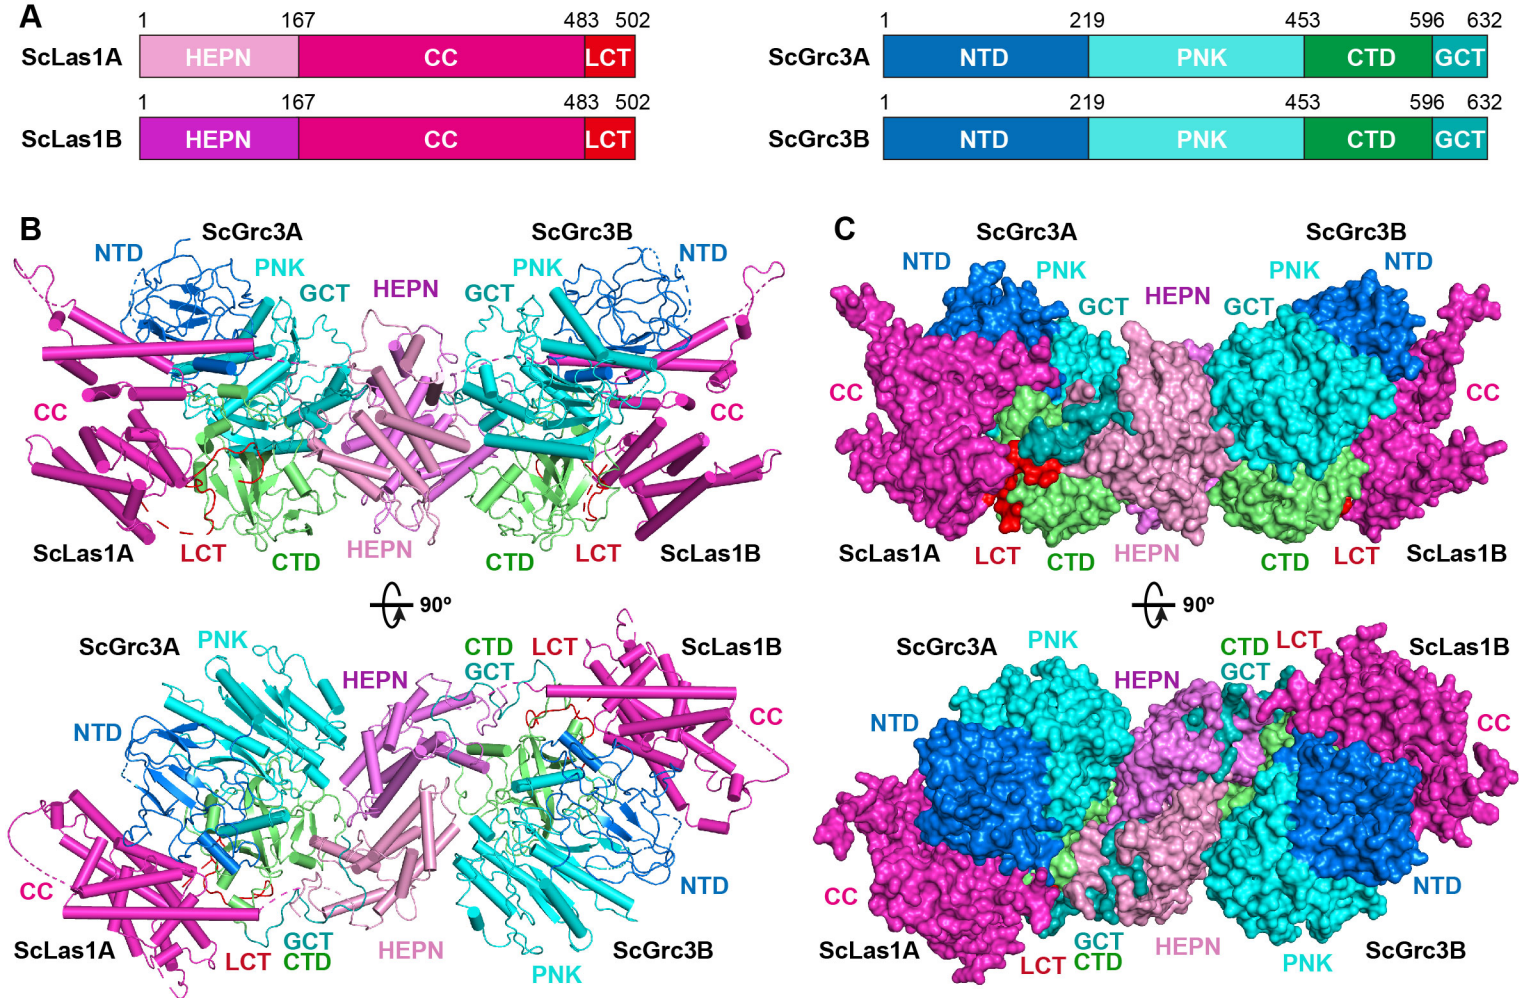 A
1 167 483 502
ScLas1A HEPN CC LCT
1 167 483 502
ScLas1B HEPN CC LCT
1 219 453 596 632
ScGrc3A NTD PNK CTD GCT
1 219 453 596 632
ScGrc3B NTD PNK CTD GCT
B
ScGrc3A ScGrc3B
NTD PNK GCT HEPN GCT PNK NTD
CC CC
ScLas1A LCT CTD HEPN CTD LCT ScLas1B
90º
ScGrc3A PNK CTD LCT ScLas1B
HEPN GCT
NTD CC
CC NTD
ScLas1A LCT GCT HEPN ScGrc3B
CTD PNK
C
ScGrc3A ScGrc3B
NTD PNK GCT HEPN GCT PNK NTD
CC CC
ScLas1A LCT CTD HEPN CTD LCT ScLas1B
90º
ScGrc3A PNK CTD LCT ScLas1B
HEPN GCT
NTD CC
CC NTD
ScLas1A GCT HEPN ScGrc3B
LCT CTD PNK